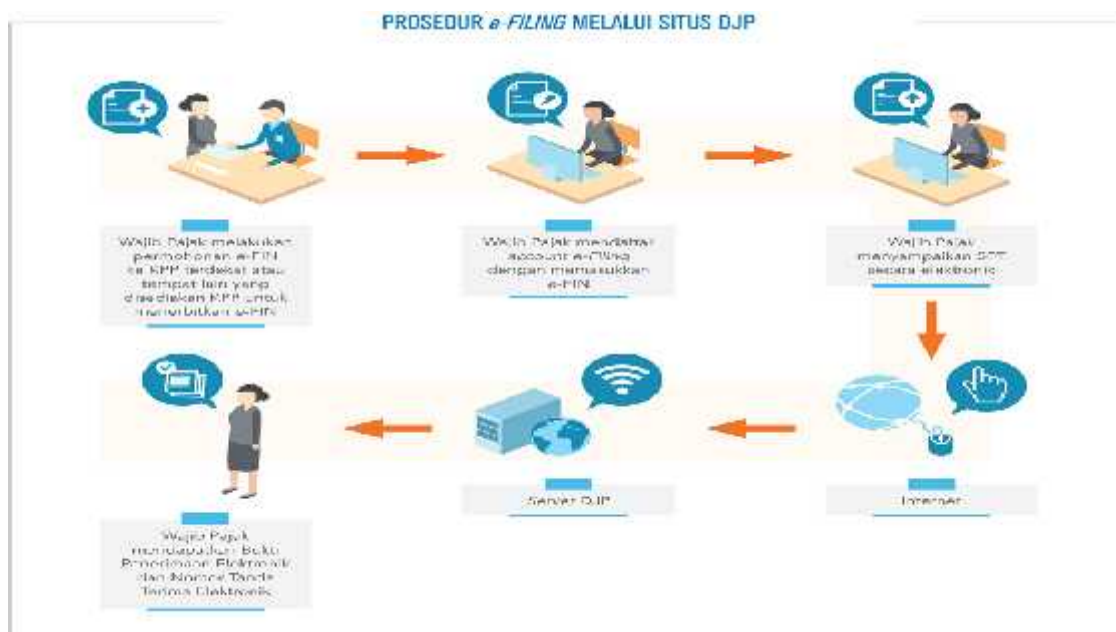 PROSEDUR e-FILING MELALUI SITUS DJP
Wajib Pajak melakukan
permohonan e-FIN
ke KPP terdekat atau
tempat lain yang
disediakan KPP untuk
menerbitkan e-FIN
Wajib Pajak mendaftar
account e-Filing
dengan memasukkan
e-FIN
Wajib Pajak
menyampaikan SPT
secara elektronic
Internet
Server DJP
Wajib Pajak
mendapatkan Bukti
Penerimaan Elektronik
dan Nomor Tanda
Terima Elektronik